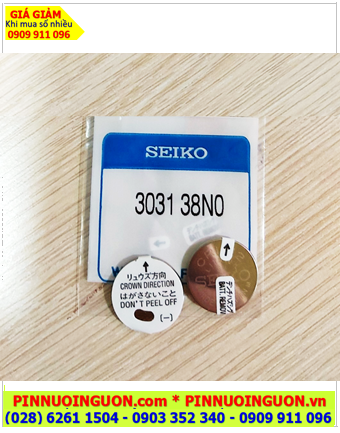 GIÁ GIẢM
Khi mua số nhiều
0909 911 096
SEIKO
3031 38N0
リュウズ方向
CROWN DIRECTION
はがさないこと
DON'T PEEL OFF
(−)
PINNUOINGUON.com * PINNUOINGUON.vn
(028) 6261 1504 - 0903 352 340 - 0909 911 096